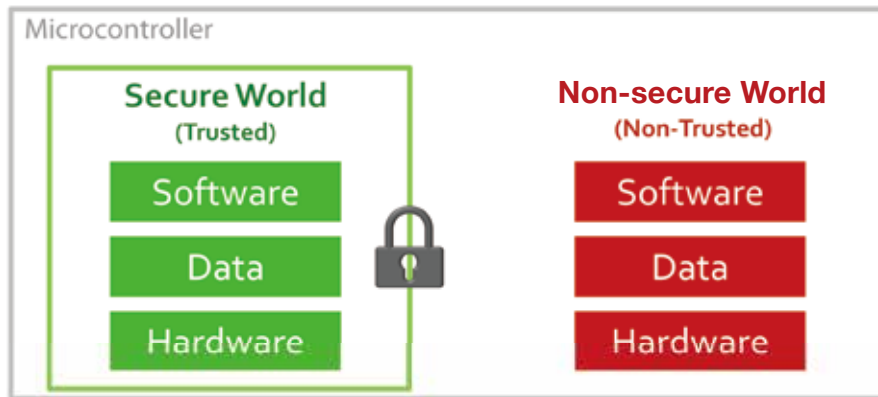 Microcontroller
Secure World
(Trusted)
Software
Data
Hardware
Non-secure World
(Non-Trusted)
Software
Data
Hardware